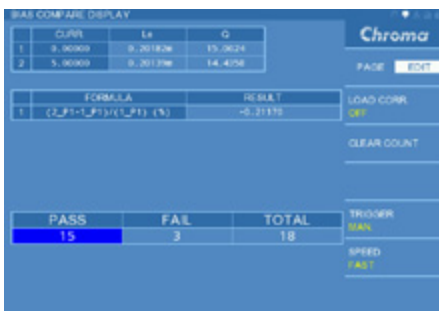 BIAS COMPARE DISPLAY
CURR Ls Q
1 0.00000 0.20182m 15.0624
2 5.00000 0.20139m 14.4358
FORMULA RESULT
1 (2_P1-1_P1)/(1_P1) (%) -0.21170
PASS FAIL TOTAL
15 3 18
Chroma
PAGE EDIT
LOAD CORR.
OFF
CLEAR COUNT
TRIGGER
MAN.
SPEED
FAST